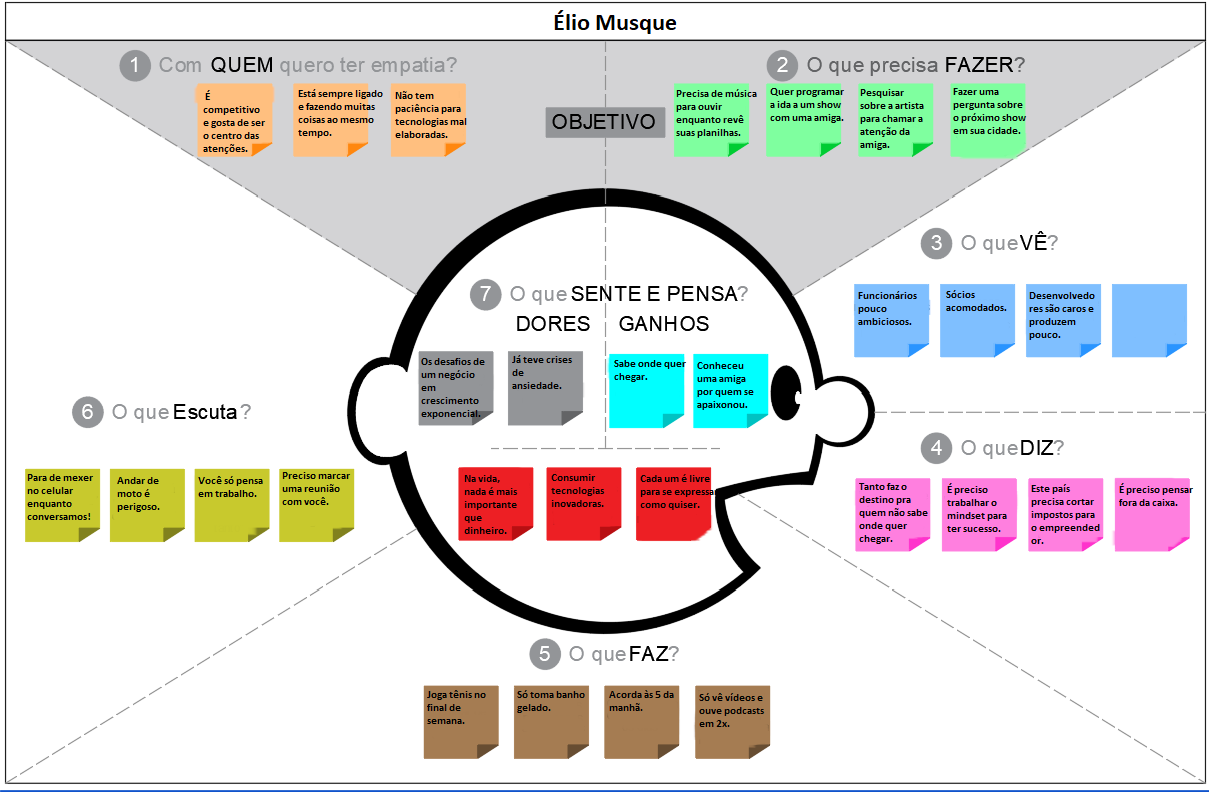 Élio Musque
1 Com QUEM quero ter empatia?
É
competitivo
e gosta de ser
o centro das
atenções.
Está sempre ligado
e fazendo muitas
coisas ao mesmo
tempo.
Não tem
paciência para
tecnologias mal
elaboradas.
OBJETIVO
2 O que precisa FAZER?
Precisa de música
para ouvir
enquanto revê
suas planilhas.
Quer programar
a ida a um show
com uma amiga.
Pesquisar
sobre a artista
para chamar a
atenção da
amiga.
Fazer uma
pergunta sobre
o próximo show
em sua cidade.
3 O que VÊ?
Funcionários
pouco
ambiciosos.
Sócios
acomodados.
Desenvolvedo
res são caros e
produzem
pouco.
4 O que DIZ?
Tanto faz o
destino pra
quem não sabe
onde quer
chegar.
É preciso
trabalhar o
mindset para
ter sucesso.
Este país
precisa cortar
impostos para
o empreended
or.
É preciso pensar
fora da caixa.
5 O que FAZ?
Joga tênis no
final de
semana.
Só toma banho
gelado.
Acorda às 5 da
manhã.
Só vê vídeos e
ouve podcasts
em 2x.
6 O que Escuta?
Para de mexer
no celular
enquanto
conversamos!
Andar de
moto é
perigoso.
Você só pensa
em trabalho.
Preciso marcar
uma reunião
com você.
7 O que SENTE E PENSA?
DORES
Os desafios de
um negócio
em
crescimento
exponencial.
Já teve crises
de
ansiedade.
GANHOS
Sabe onde quer
chegar.
Conheceu
uma amiga
por quem se
apaixonou.
Na vida,
nada é mais
importante
que
dinheiro.
Consumir
tecnologias
inovadoras.
Cada um é livre
para se expressar
como quiser.